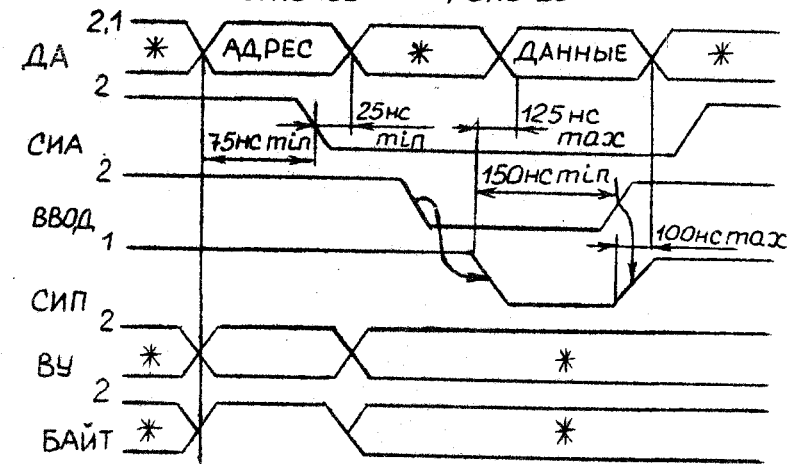 2,1
ДА * АДРЕС * ДАННЫЕ *
2
25нс
min
125нс
max
СИА
75нс min
2
150нс min
ВВОД
1
100нс max
СИП
2
ВУ * *
2
БАЙТ * *